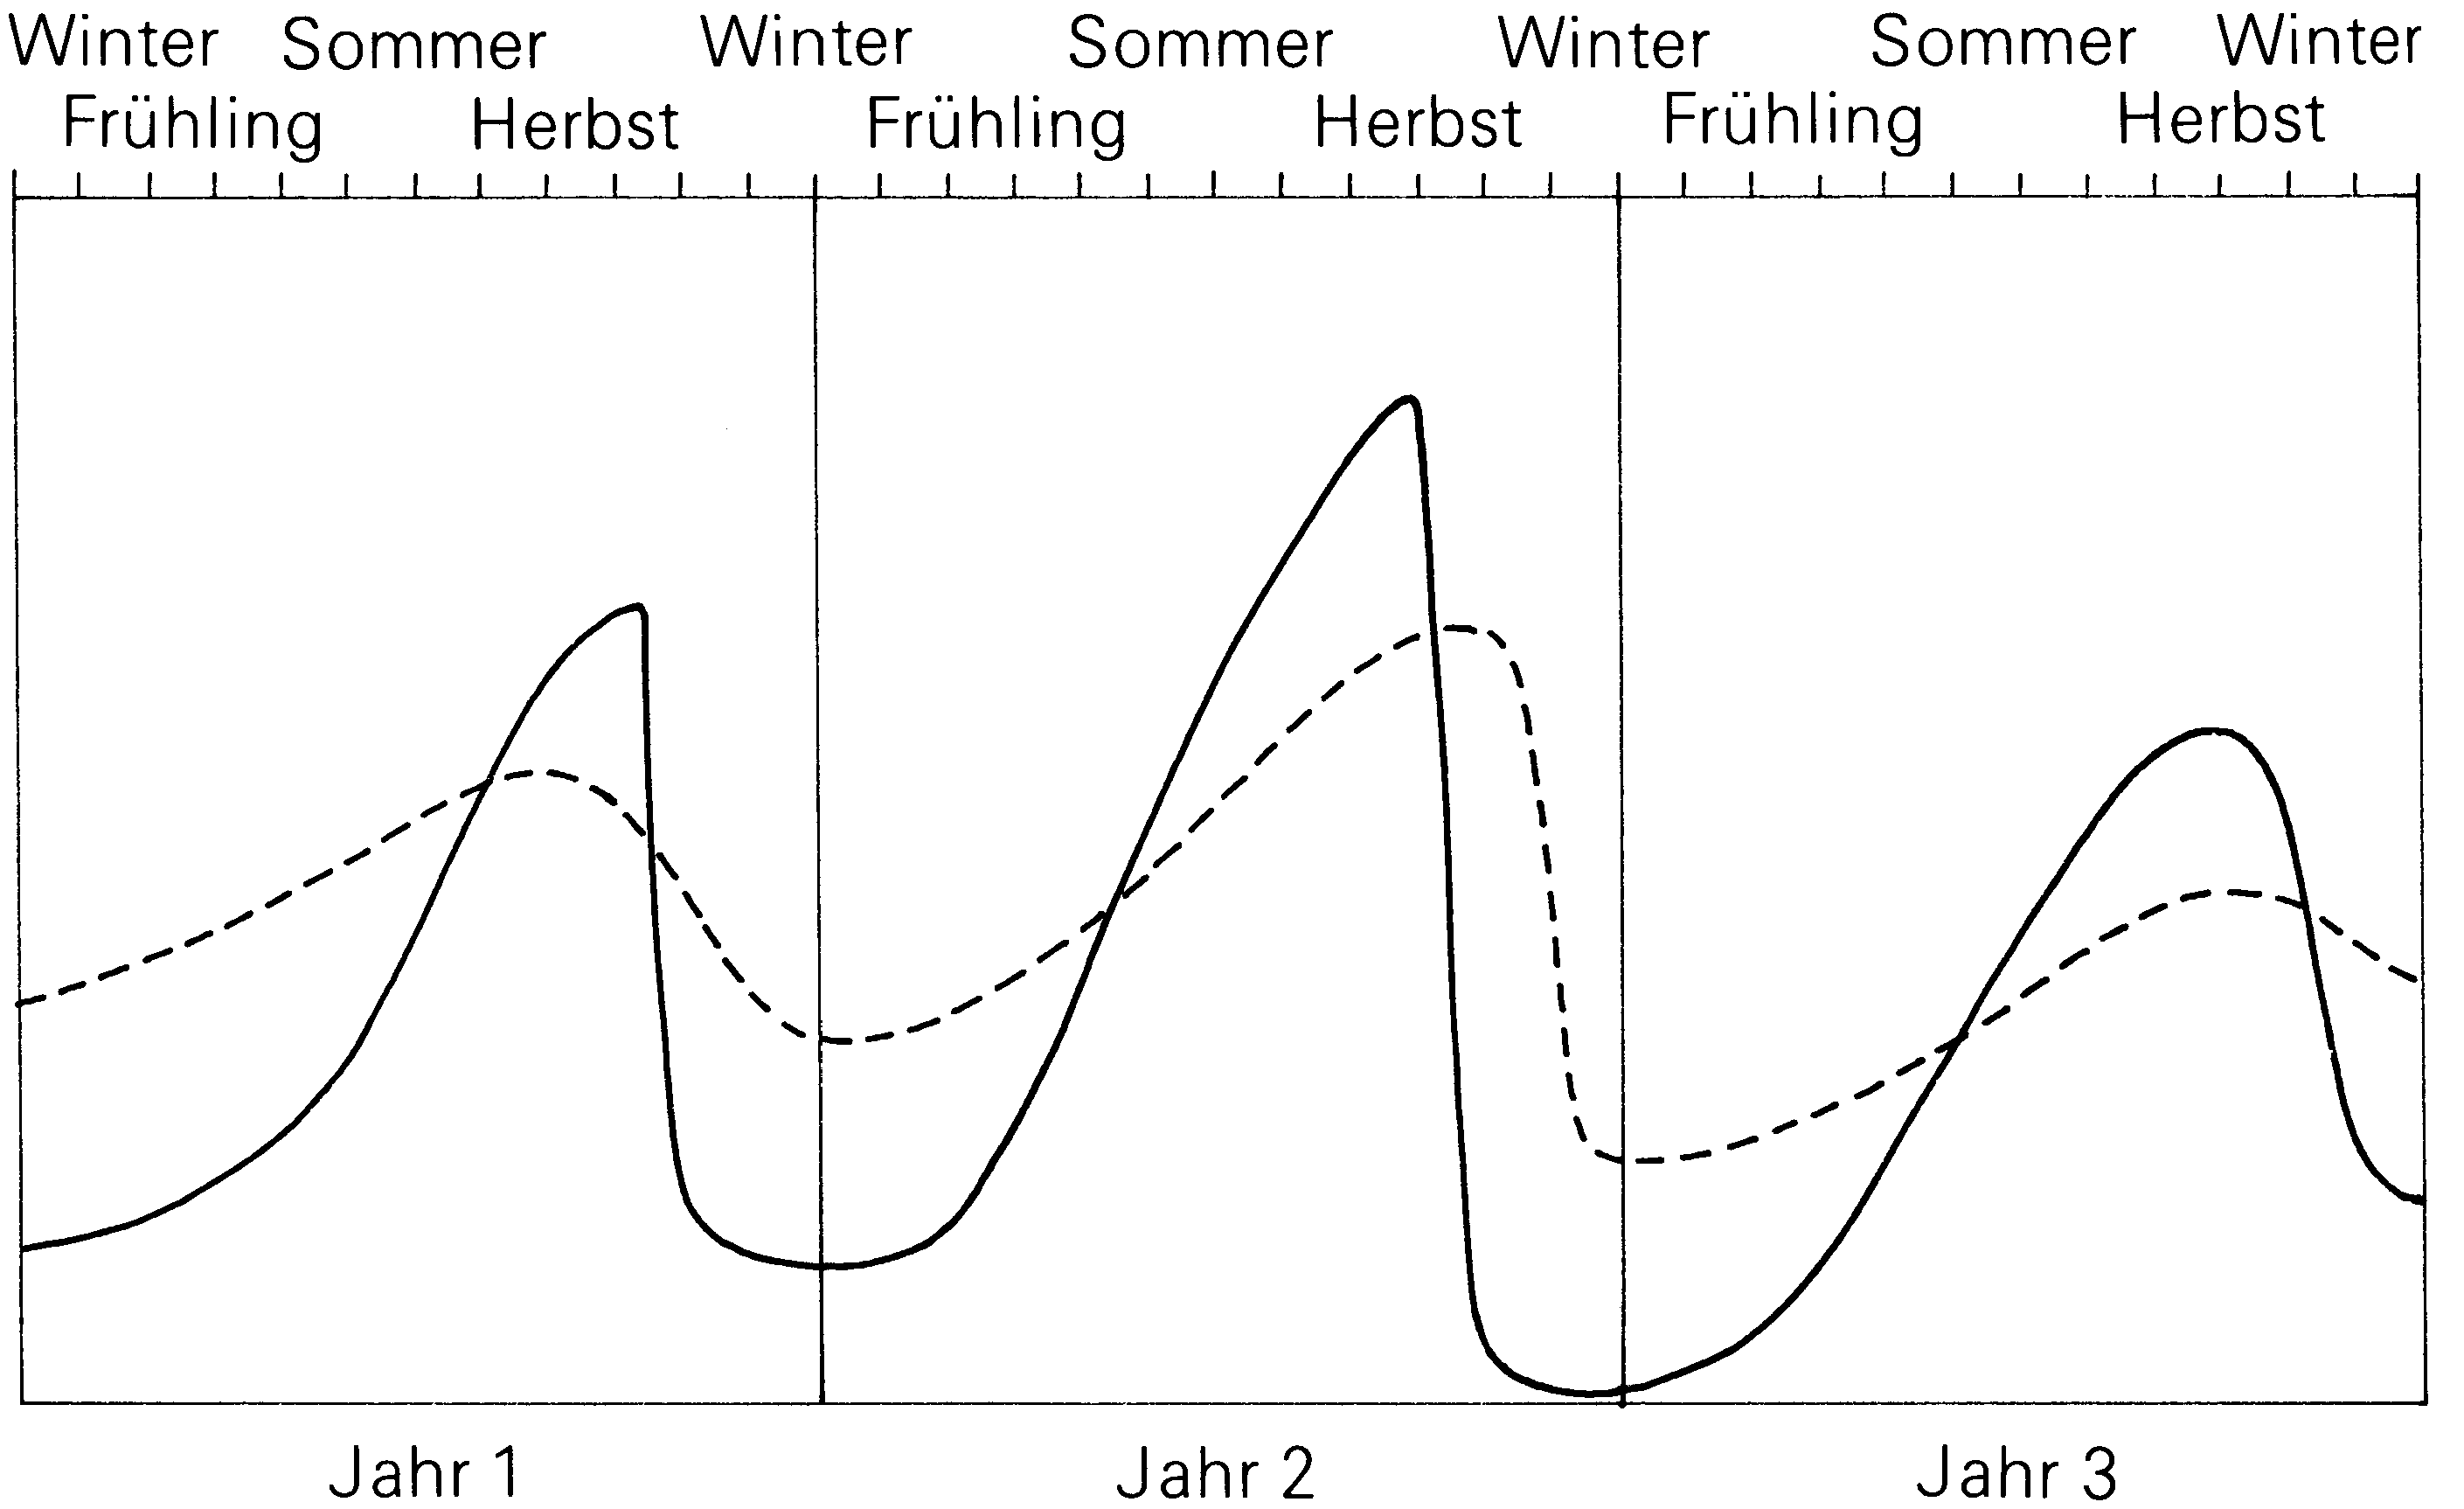 Winter Sommer Winter Sommer Winter Sommer Winter
Frühling Herbst Frühling Herbst Frühling Herbst
Jahr 1 Jahr 2 Jahr 3